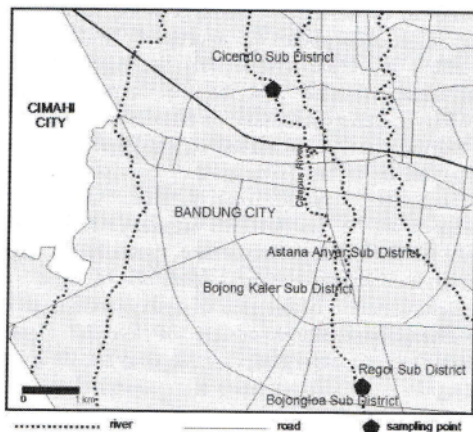 Cicendo Sub District
CIMAHI
CITY
Citepus River
BANDUNG CITY
Astana Anyar Sub District
Bojong Kaler Sub District
Regol Sub District
0 1 km
Bojongloa Sub District
river road sampling point